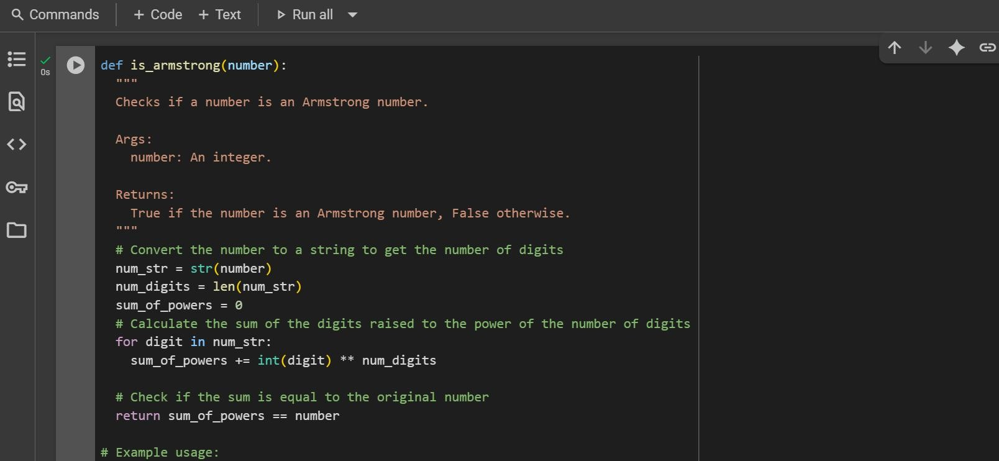 Commands + Code + Text Run all
0s
def is_armstrong(number):
  """
  Checks if a number is an Armstrong number.

  Args:
    number: An integer.

  Returns:
    True if the number is an Armstrong number, False otherwise.
  """
  # Convert the number to a string to get the number of digits
  num_str = str(number)
  num_digits = len(num_str)
  sum_of_powers = 0
  # Calculate the sum of the digits raised to the power of the number of digits
  for digit in num_str:
    sum_of_powers += int(digit) ** num_digits

  # Check if the sum is equal to the original number
  return sum_of_powers == number

# Example usage: